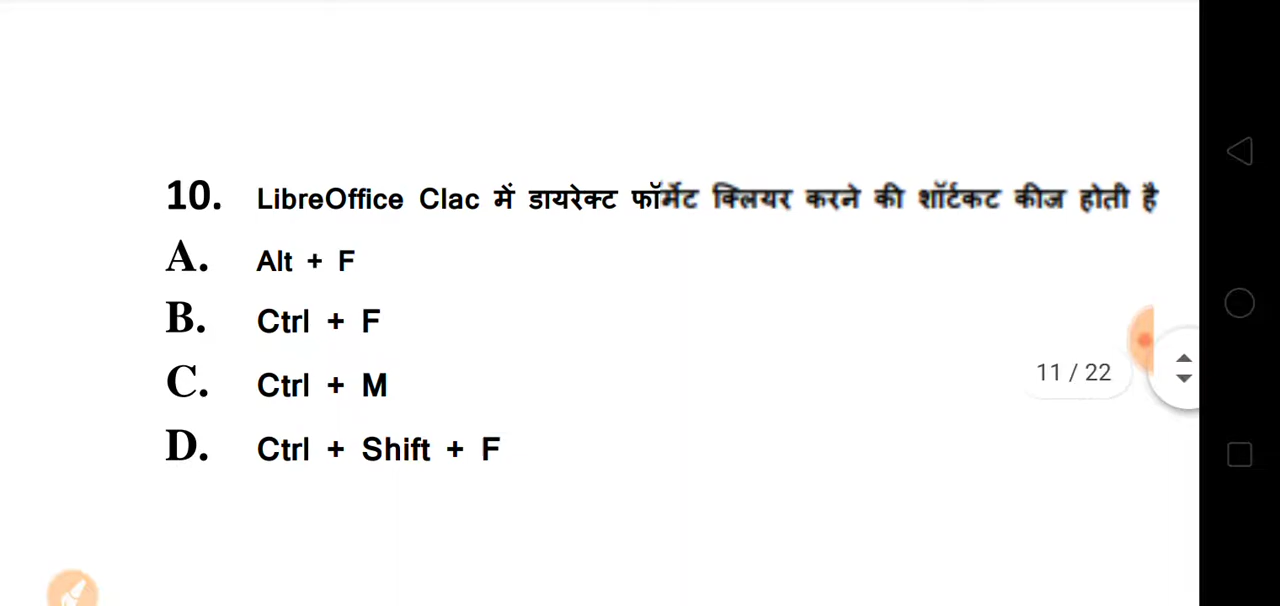 10. LibreOffice Clac में डायरेक्ट फॉर्मेट क्लियर करने की शॉर्टकट कीज होती है
A. Alt + F
B. Ctrl + F
C. Ctrl + M
D. Ctrl + Shift + F
11 / 22